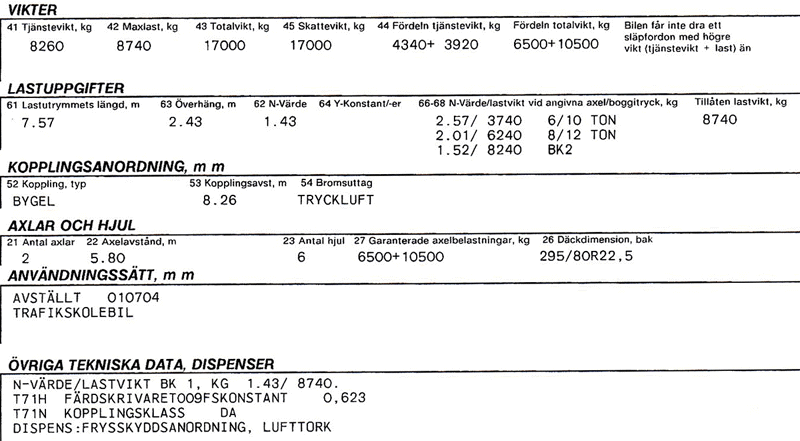 VIKTER
41 Tjänstevikt, kg 42 Maxlast, kg 43 Totalvikt, kg 45 Skattevikt, kg 44 Fördeln tjänstevikt, kg Fördeln totalvikt, kg Bilen får inte dra ett
8260 8740 17000 17000 4340+ 3920 6500+10500 släpfordon med högre
vikt (tjänstevikt + last) än
LASTUPPGIFTER
61 Lastutrymmets längd, m 63 Överhäng, m 62 N-Värde 64 Y-Konstant/-er 66-68 N-Värde/lastvikt vid angivna axel/boggitryck, kg Tillåten lastvikt, kg
7.57 2.43 1.43 2.57/ 3740 6/10 TON 8740
2.01/ 6240 8/12 TON
1.52/ 8240 BK2
KOPPLINGSANORDNING, m m
52 Koppling, typ 53 Kopplingsavst, m 54 Bromsuttag
BYGEL 8.26 TRYCKLUFT
AXLAR OCH HJUL
21 Antal axlar 22 Axelavstånd, m 23 Antal hjul 27 Garanterade axelbelastningar, kg 26 Däckdimension, bak
2 5.80 6 6500+10500 295/80R22,5
ANVÄNDNINGSSÄTT, m m
AVSTÄLLT 010704
TRAFIKSKOLEBIL
ÖVRIGA TEKNISKA DATA, DISPENSER
N-VÄRDE/LASTVIKT BK 1, KG 1.43/ 8740.
T71H FÄRDSKRIVARETOO9FSKONSTANT 0,623
T71N KOPPLINGSKLASS DA
DISPENS:FRYSSKYDDSANORDNING, LUFTTORK